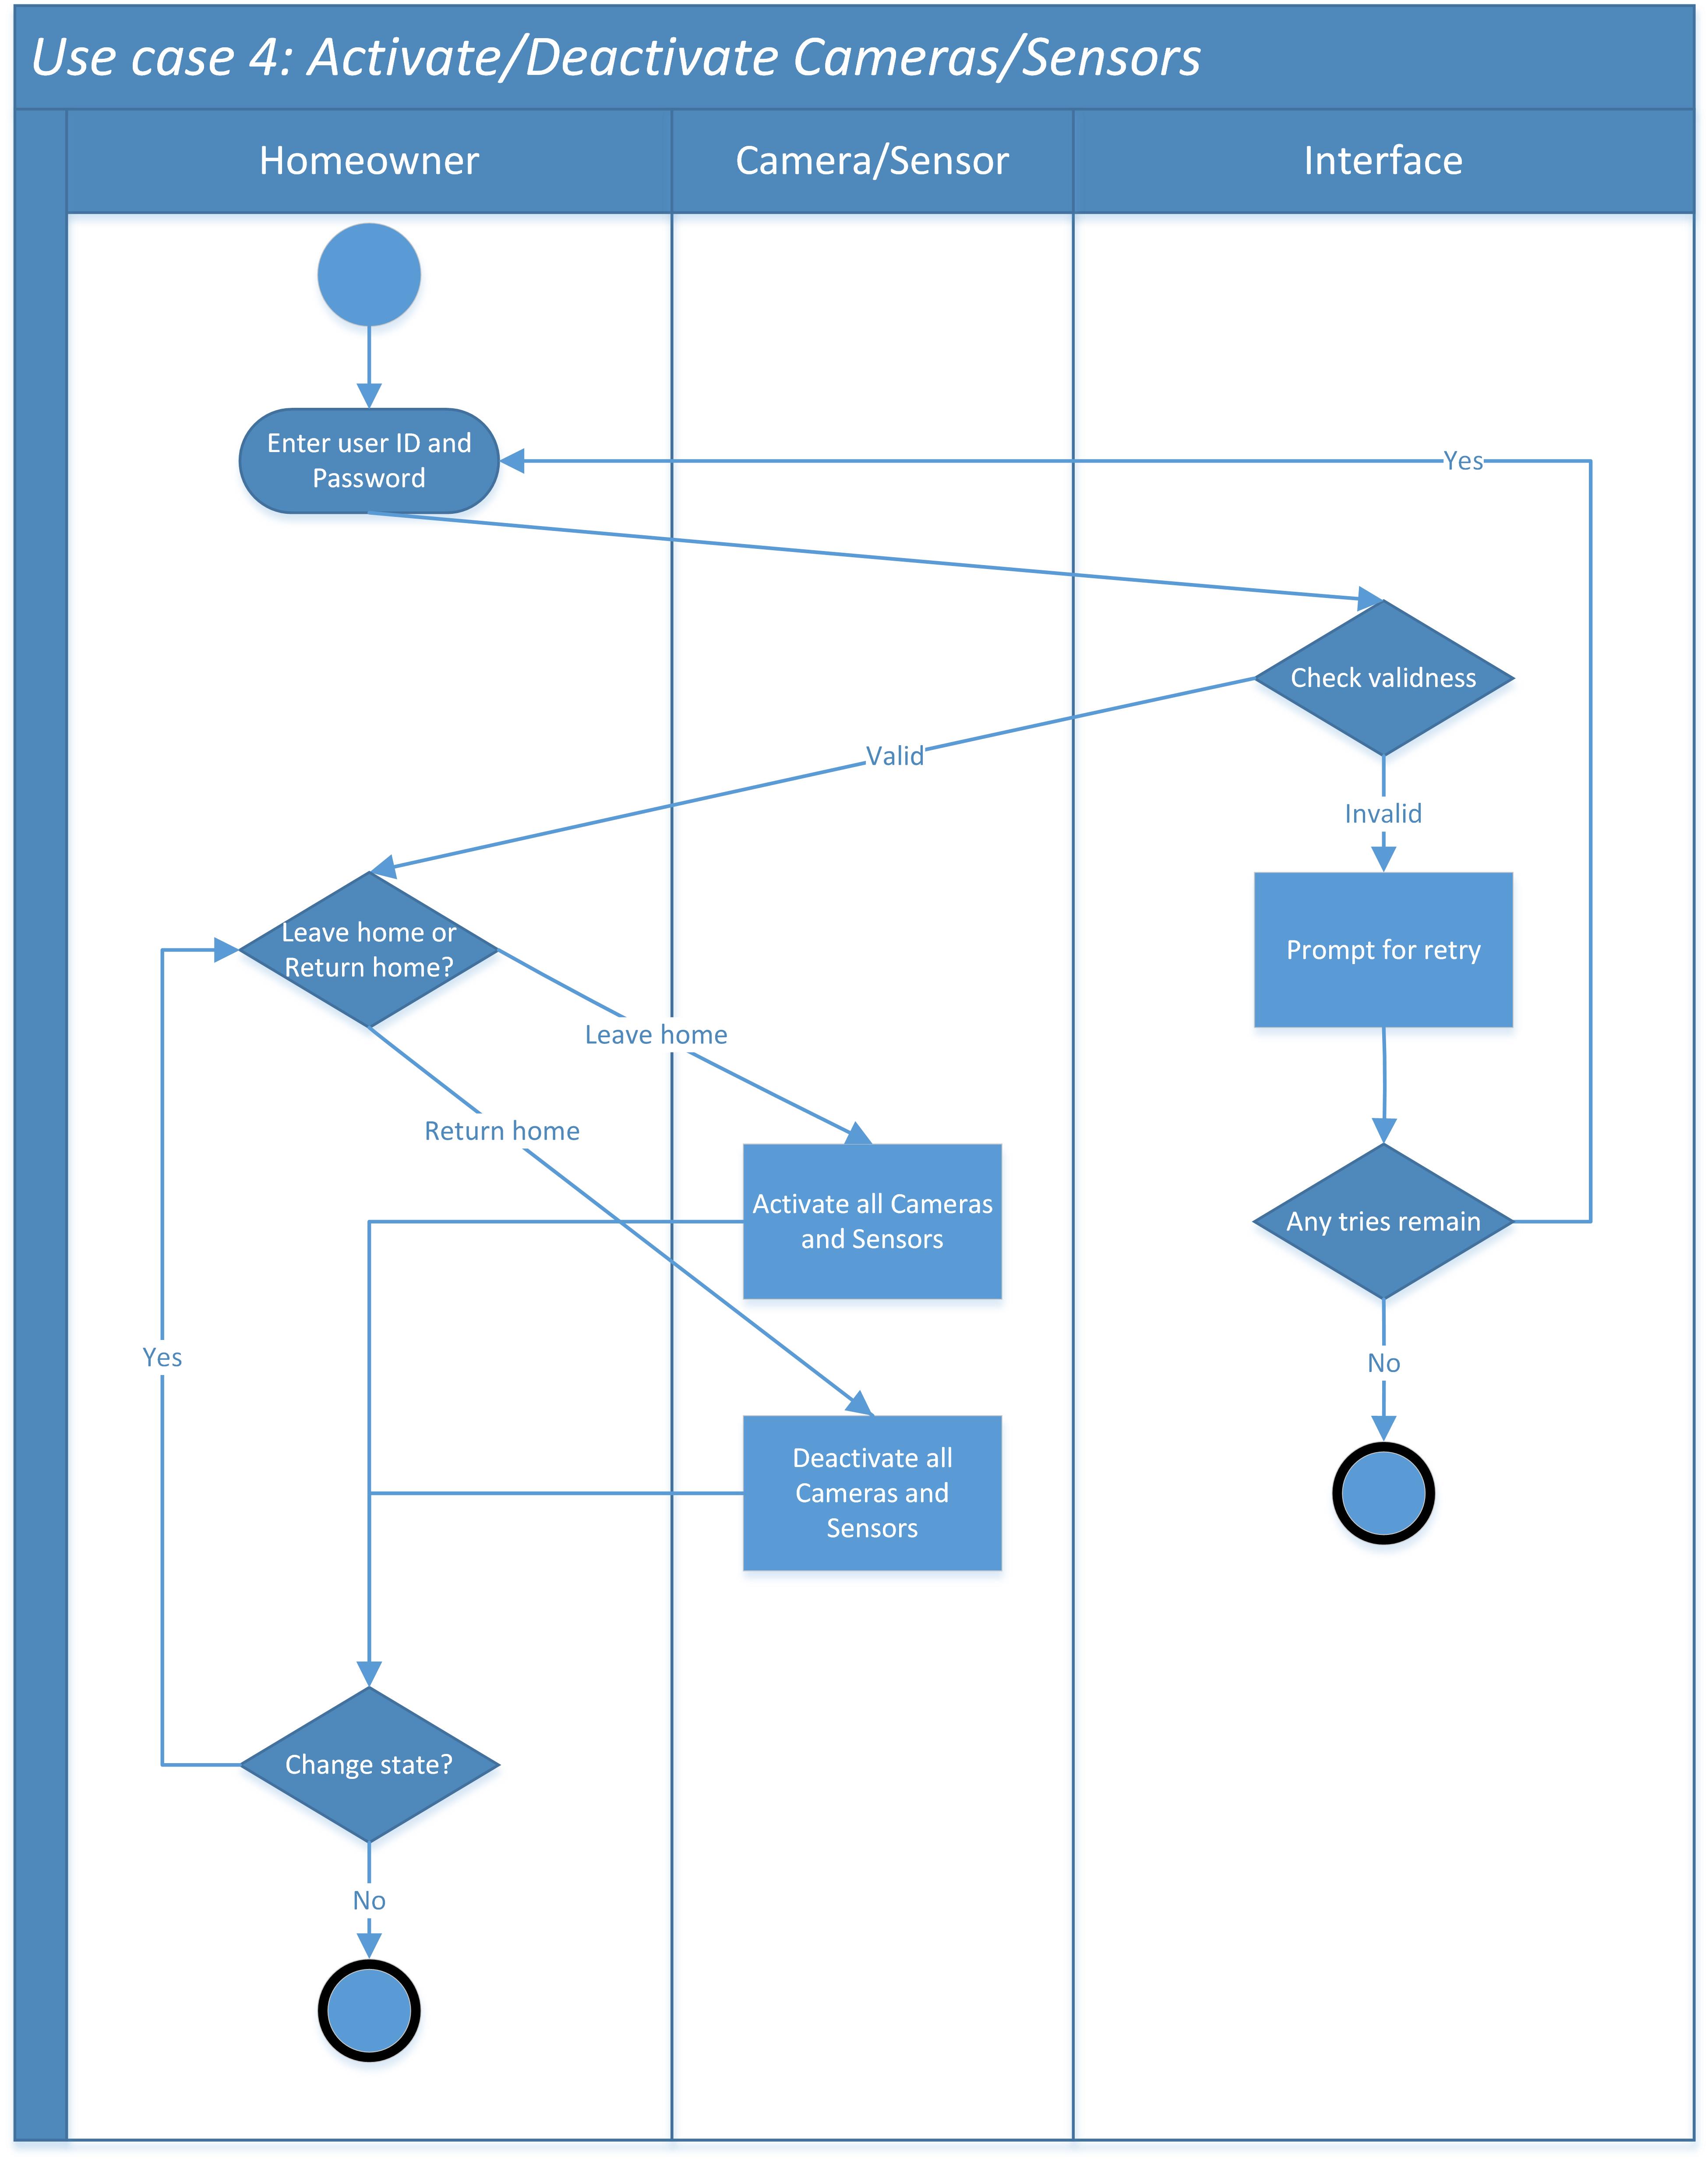 Use case 4: Activate/Deactivate Cameras/Sensors
Homeowner
Camera/Sensor
Interface
Enter user ID and
Password
Yes
Check validness
Valid
Invalid
Leave home or
Return home?
Prompt for retry
Leave home
Return home
Activate all Cameras
and Sensors
Any tries remain
Yes
No
Deactivate all
Cameras and
Sensors
Change state?
No